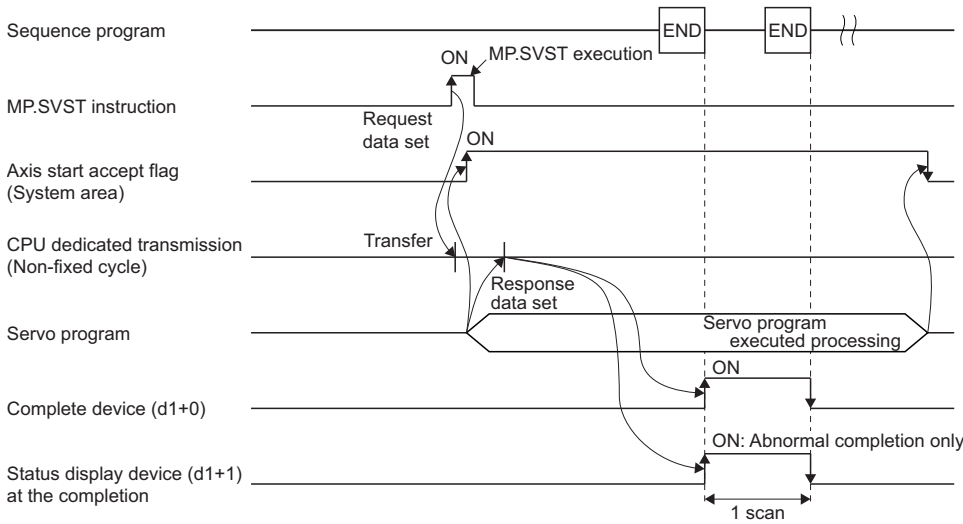 Sequence program
END
END
ON
MP.SVST execution
MP.SVST instruction
Request
data set
ON
Axis start accept flag
(System area)
CPU dedicated transmission
(Non-fixed cycle)
Transfer
Response
data set
Servo program
Servo program
executed processing
ON
Complete device (d1+0)
ON: Abnormal completion only
Status display device (d1+1)
at the completion
1 scan